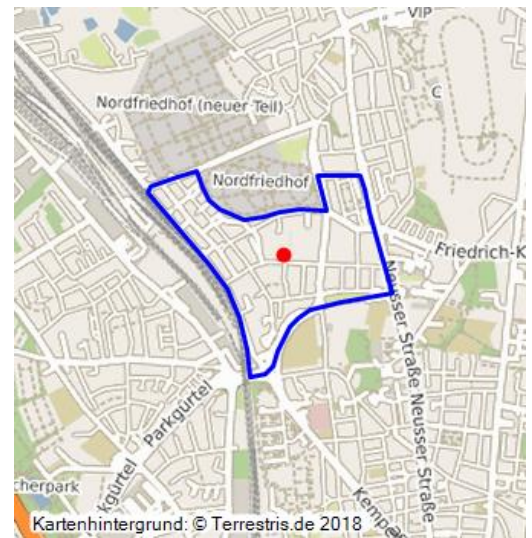 VIP
Nordfriedhof (neuer Teil)
C
Nordfriedhof
Friedrich-K
Neusser Straße Neusser Straße
Parkgürtel
Parkgürtel
cherpark
Kempe
Kartenhintergrund: © Terrestris.de 2018